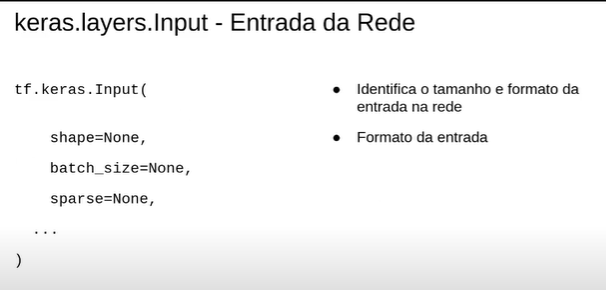 keras.layers.Input - Entrada da Rede
tf.keras.Input(
shape=None,
batch_size=None,
sparse=None,
...
)
● Identifica o tamanho e formato da
entrada na rede
● Formato da entrada